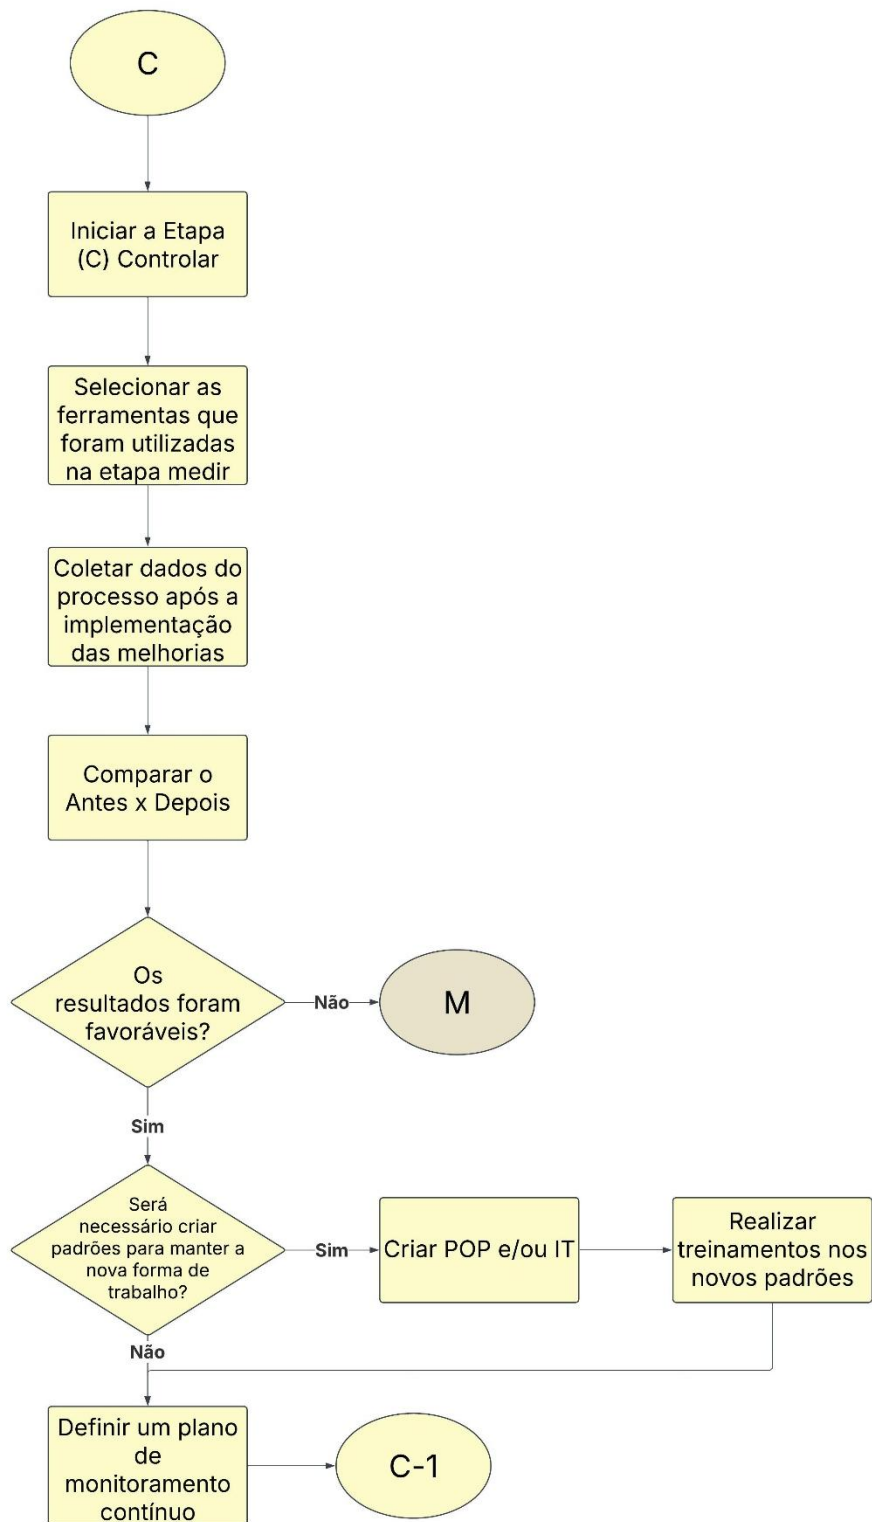 C
Iniciar a Etapa
(C) Controlar
Selecionar as
ferramentas que
foram utilizadas
na etapa medir
Coletar dados do
processo após a
implementação
das melhorias
Comparar o
Antes x Depois
Os
resultados foram
favoráveis?
Não
M
Sim
Será
necessário criar
padrões para manter a
nova forma de
trabalho?
Sim
Criar POP e/ou IT
Realizar
treinamentos nos
novos padrões
Não
Definir um plano
de
monitoramento
contínuo
C-1